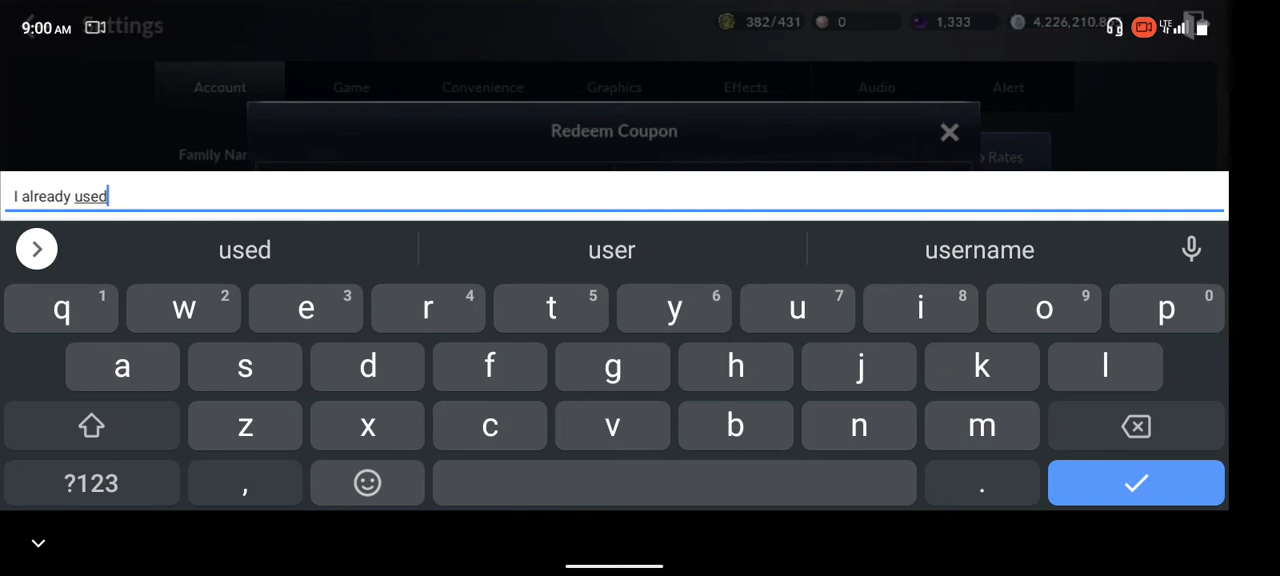 9:00 AM
Settings
382/431
0
1,333
4,226,210.8
LTE
Account
Game
Convenience
Graphics
Effects
Audio
Alert
Redeem Coupon
Family Nar
Rates
I already used
used
user
username
q 1 w 2 e 3 r 4 t 5 y 6 u 7 i 8 o 9 p 0
a s d f g h j k l
z x c v b n m
?123 , .